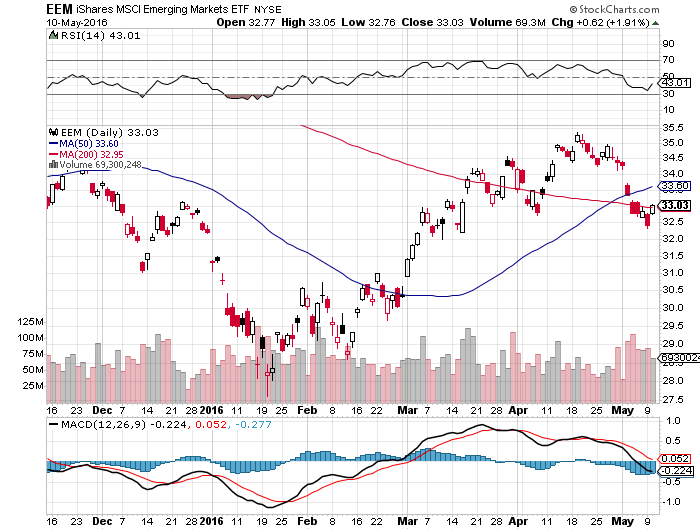 EEM iShares MSCI Emerging Markets ETF NYSE © StockCharts.com
10-May-2016 Open 32.77 High 33.05 Low 32.76 Close 33.03 Volume 69.3M Chg +0.62 (+1.91%)
RSI(14) 43.01
90
70
50
43.01
30
10
EEM (Daily) 33.03
MA(50) 33.60
MA(200) 32.95
Volume 69,300,248
35.5
35.0
34.5
34.0
33.60
33.03
32.5
32.0
31.5
31.0
30.5
30.0
29.5
29.0
28.5
28.0
27.5
125M
100M
75M
50M
25M
6930024
16 23 Dec 7 14 21 28 2016 11 19 25 Feb 8 16 22 Mar 7 14 21 28 Apr 11 18 25 May 9
MACD(12,26,9) -0.224, 0.052, -0.277
1.0
0.5
0.052
-0.224
-0.5
-1.0
16 23 Dec 7 14 21 28 2016 11 19 25 Feb 8 16 22 Mar 7 14 21 28 Apr 11 18 25 May 9